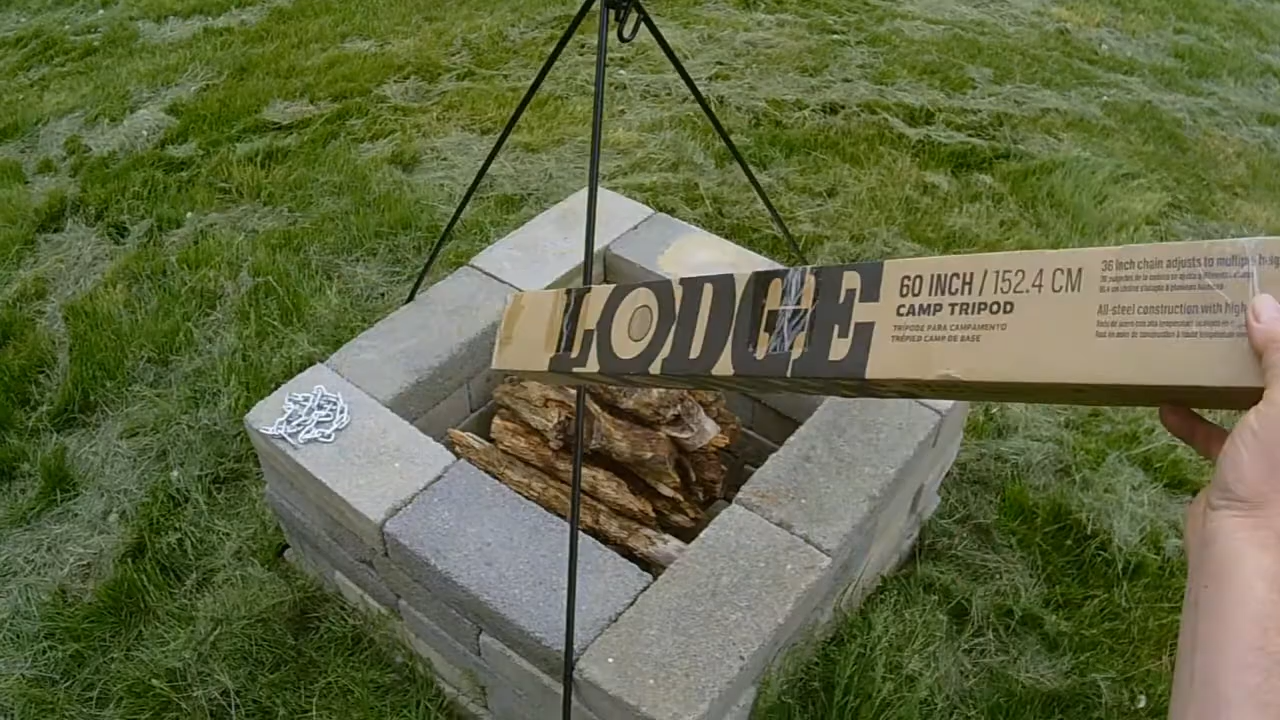 LODGE
60 INCH / 152.4 CM
CAMP TRIPOD
TRÍPODE PARA CAMPAMENTO
TRÉPIED CAMP DE BASE
36 inch chain adjusts to multiple
All-steel construction with high